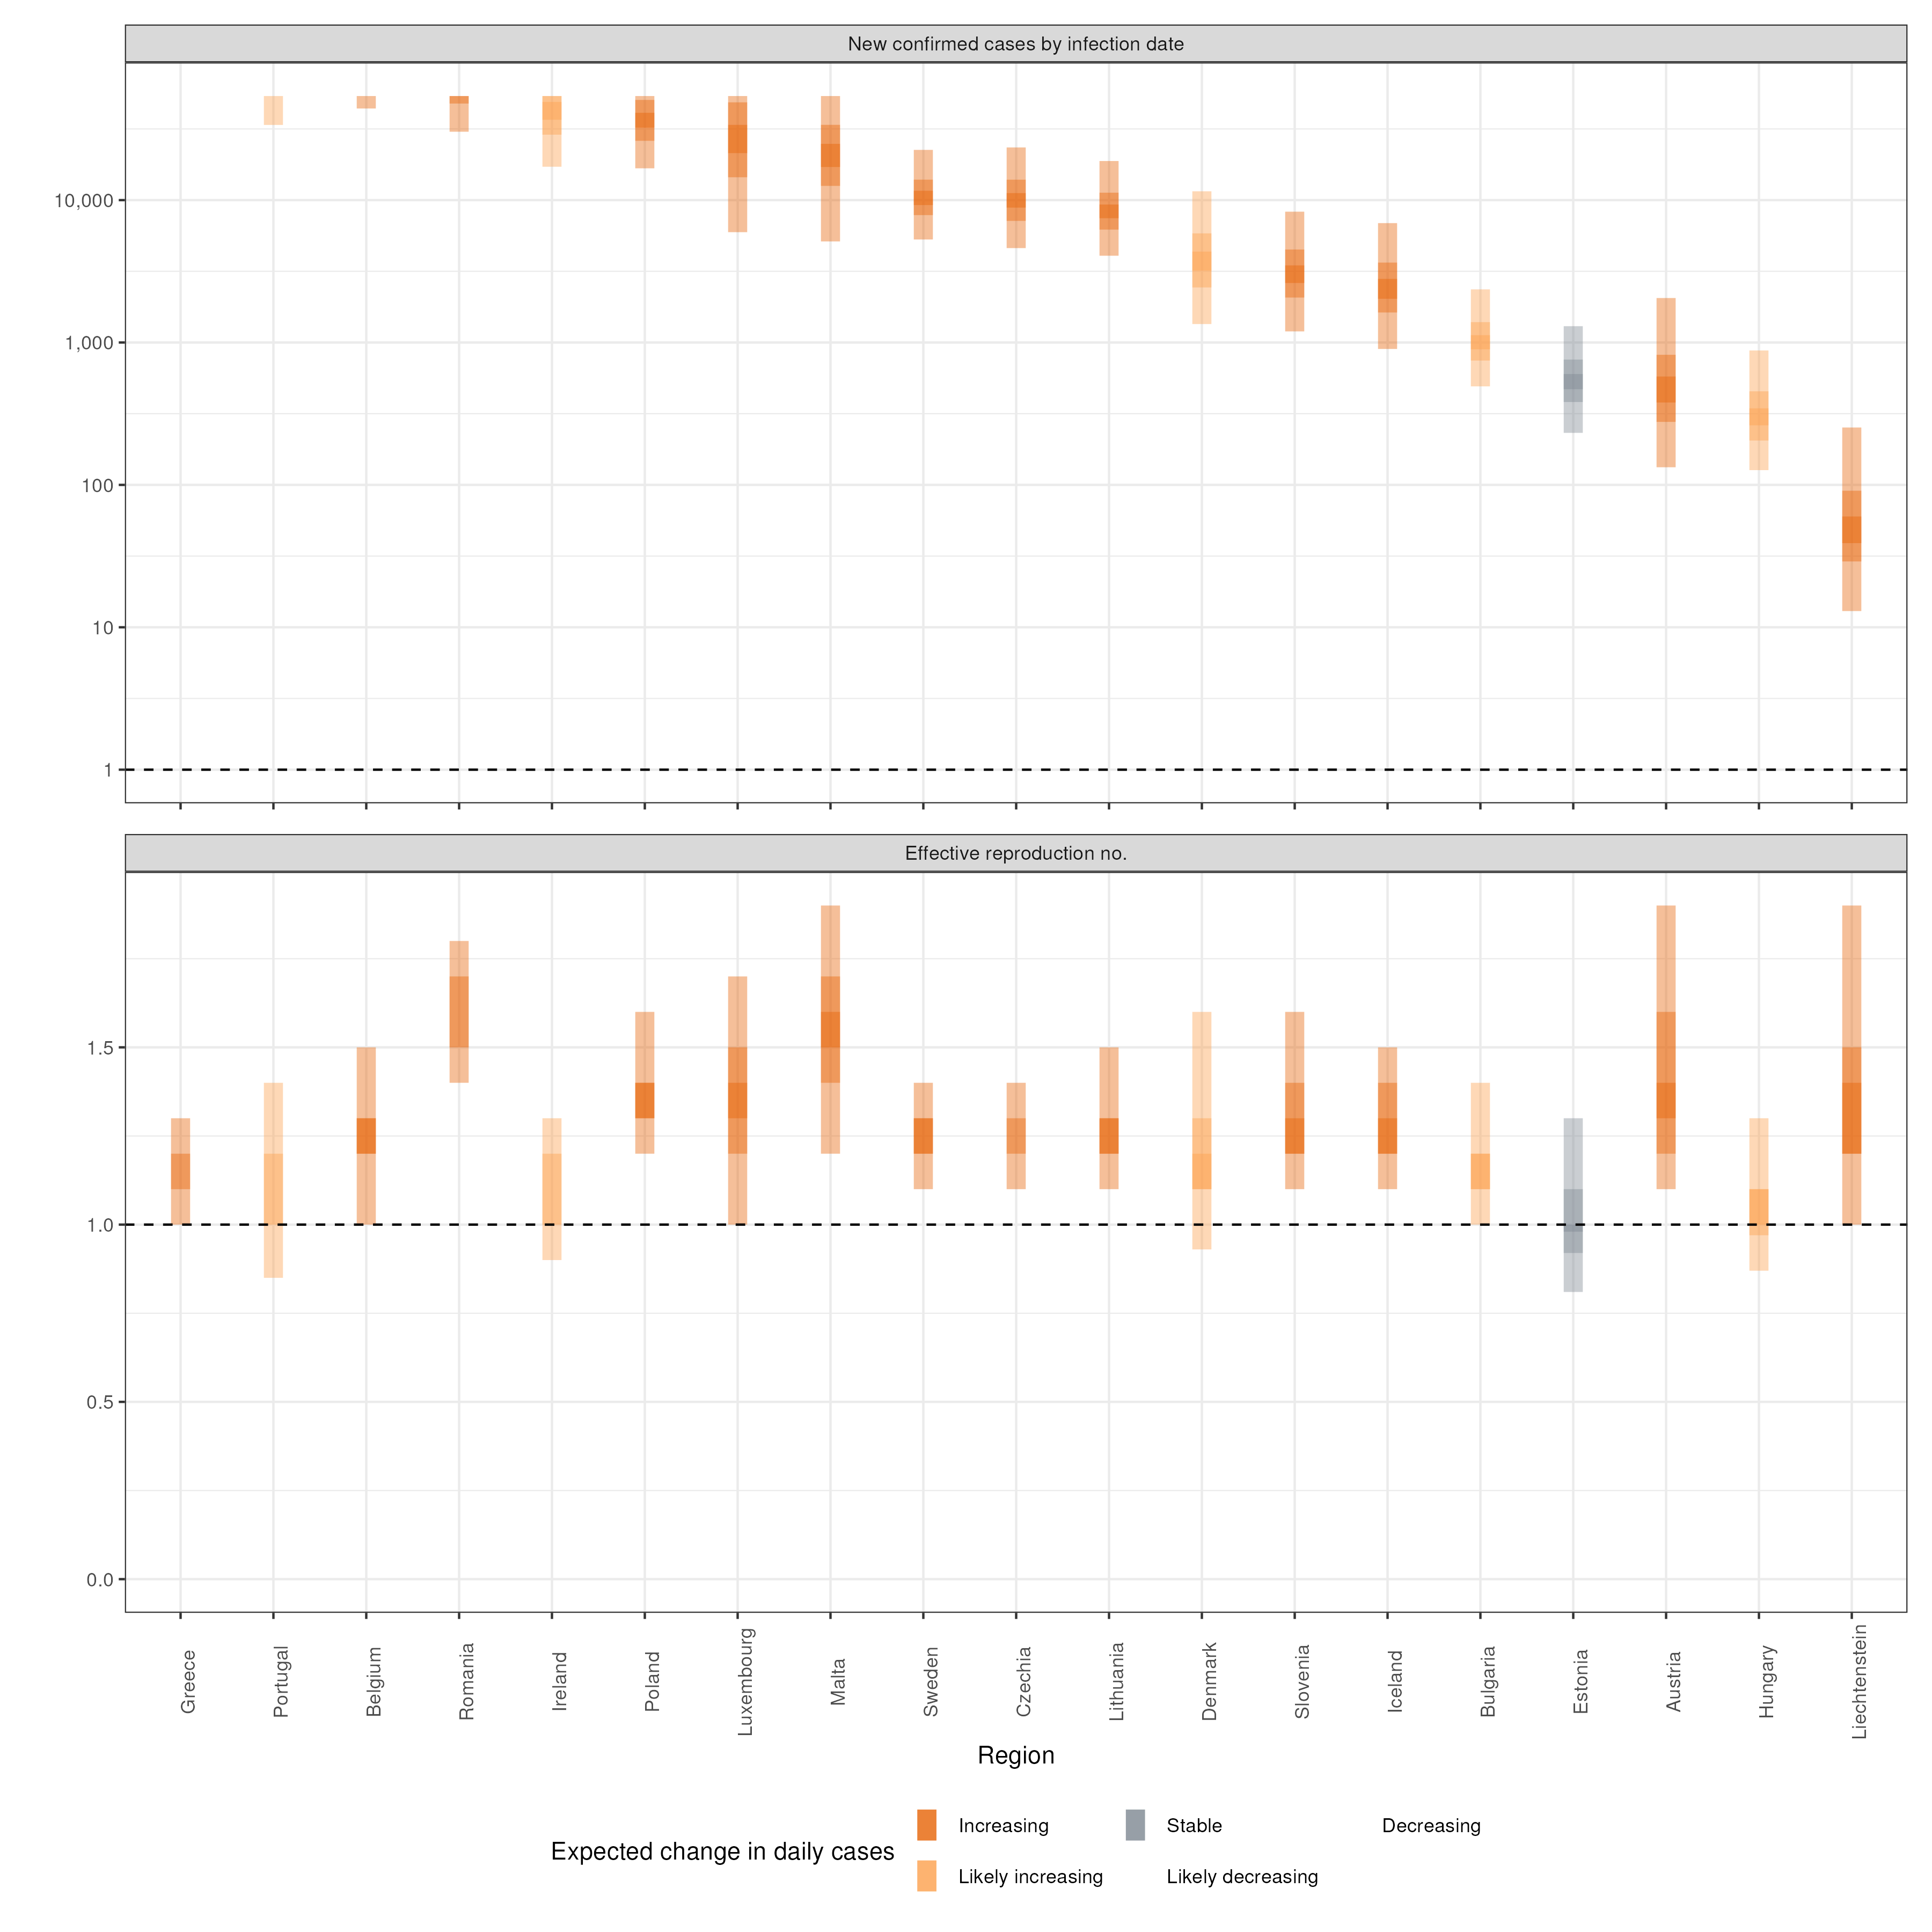 New confirmed cases by infection date
10,000
1,000
100
10
1
Effective reproduction no.
1.5
1.0
0.5
0.0
Greece
Portugal
Belgium
Romania
Ireland
Poland
Luxembourg
Malta
Sweden
Czechia
Lithuania
Denmark
Slovenia
Iceland
Bulgaria
Estonia
Austria
Hungary
Liechtenstein
Region
Expected change in daily cases
Increasing
Stable
Decreasing
Likely increasing
Likely decreasing